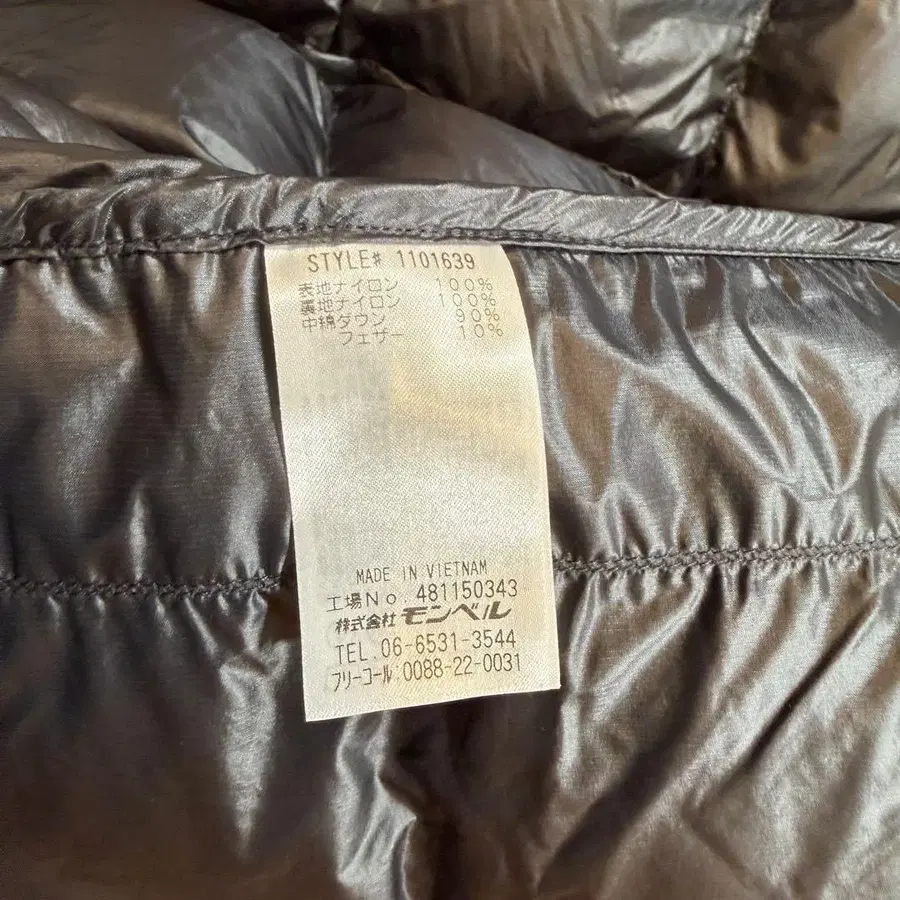 STYLE# 1101639
表地ナイロン 100%
裏地ナイロン 100%
中綿ダウン 90%
フェザー 10%
MADE IN VIETNAM
工場No. 481150343
株式会社 モンベル
TEL.06-6531-3544
フリーコール:0088-22-0031